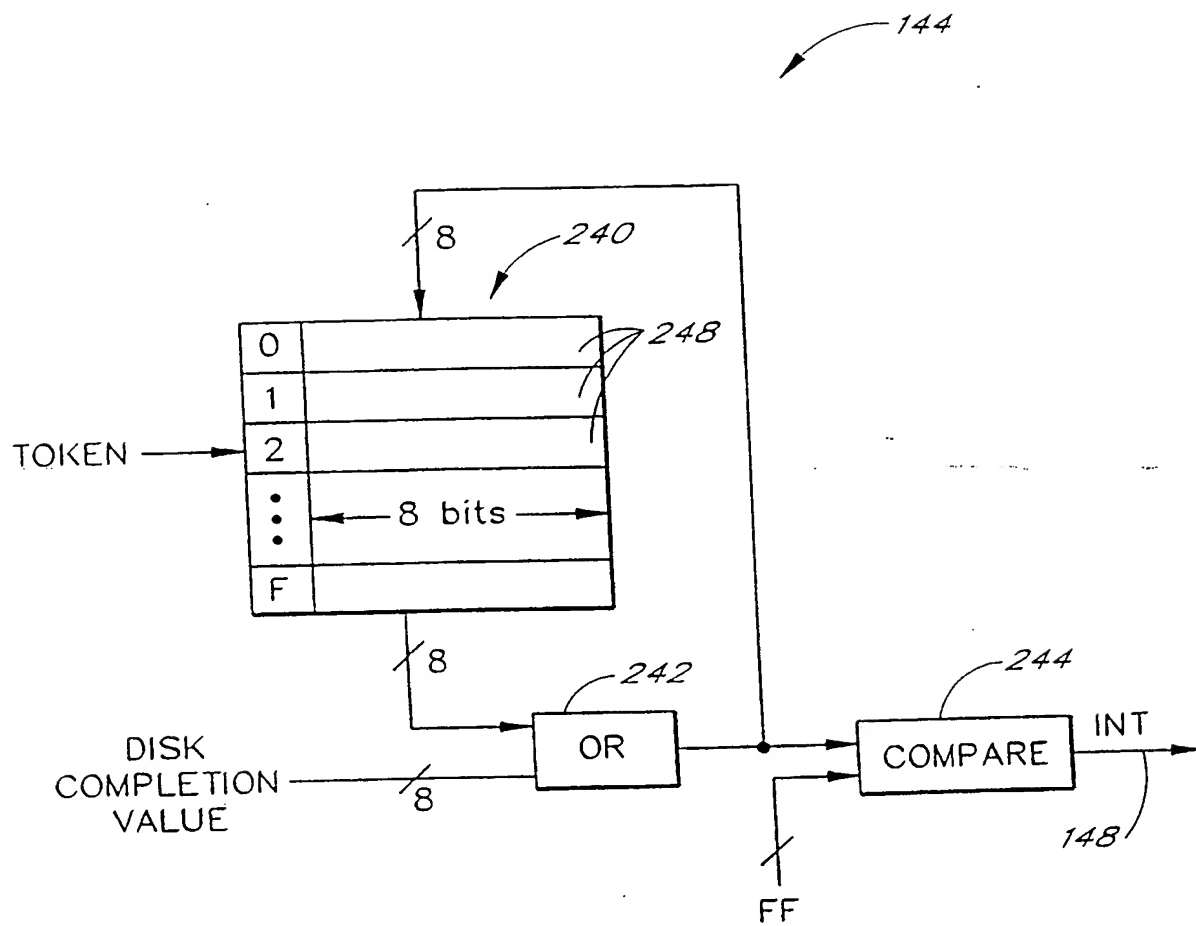 144
8
240
0
248
1
TOKEN
2
8 bits
F
8
242
244
OR
INT
COMPARE
DISK
COMPLETION
VALUE
8
148
FF